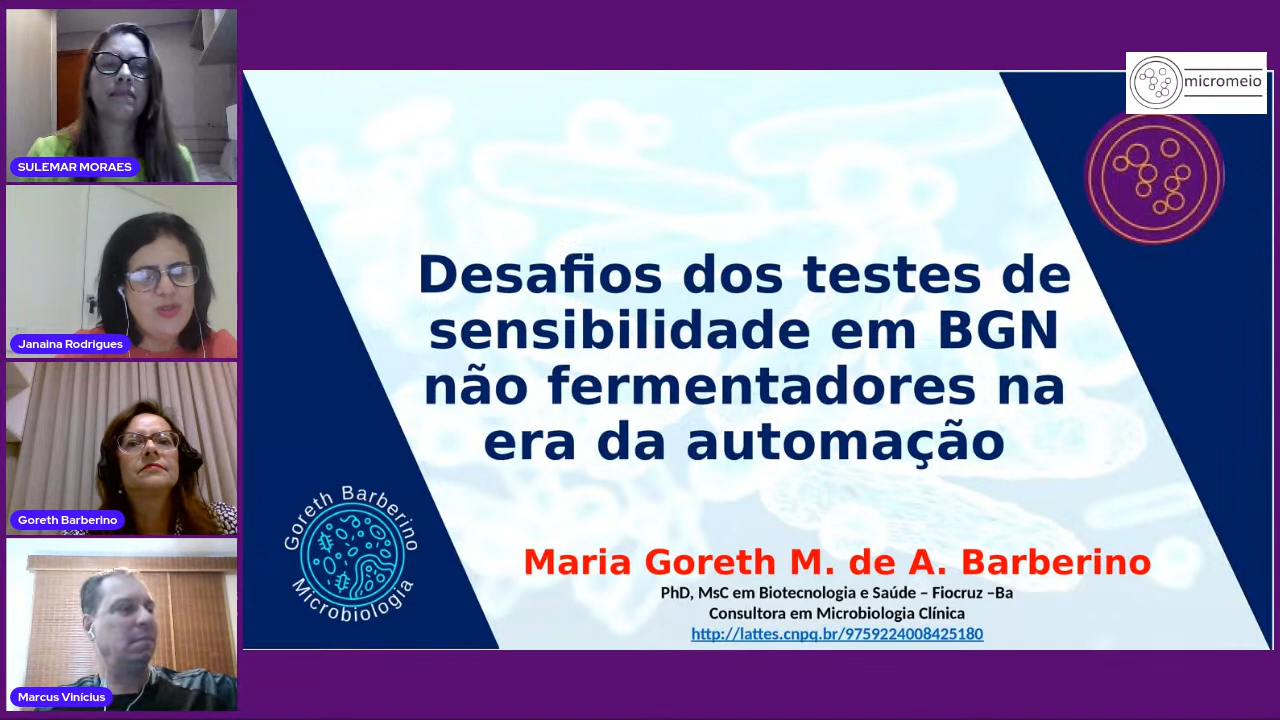 SULEMAR MORAES
Janaina Rodrigues
Goreth Barberino
Marcus Vinícius
micromeio
Desafios dos testes de
sensibilidade em BGN
não fermentadores na
era da automação
Goreth Barberino
Microbiologia
Maria Goreth M. de A. Barberino
PhD, MsC em Biotecnologia e Saúde – Fiocruz –Ba
Consultora em Microbiologia Clínica
http://lattes.cnpq.br/9759224008425180